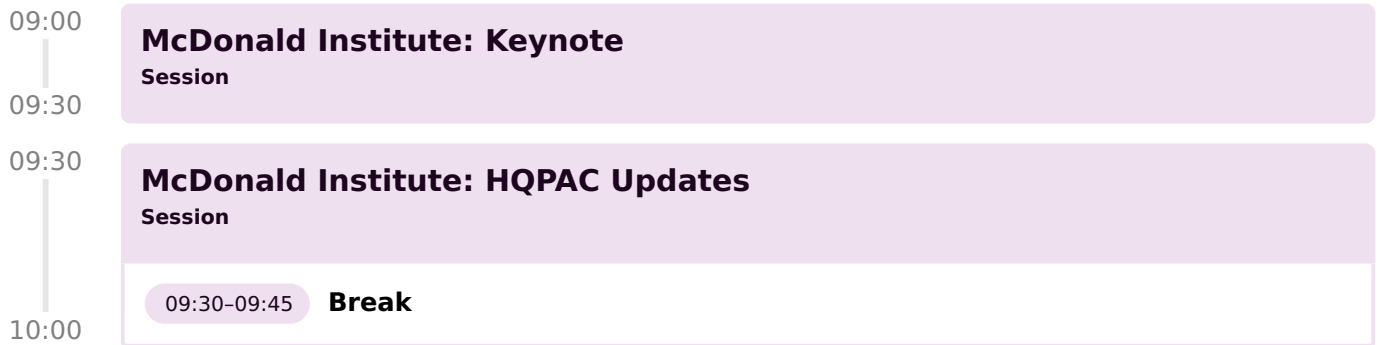 09:00
McDonald Institute: Keynote
Session
09:30
09:30
McDonald Institute: HQPAC Updates
Session
09:30–09:45 Break
10:00